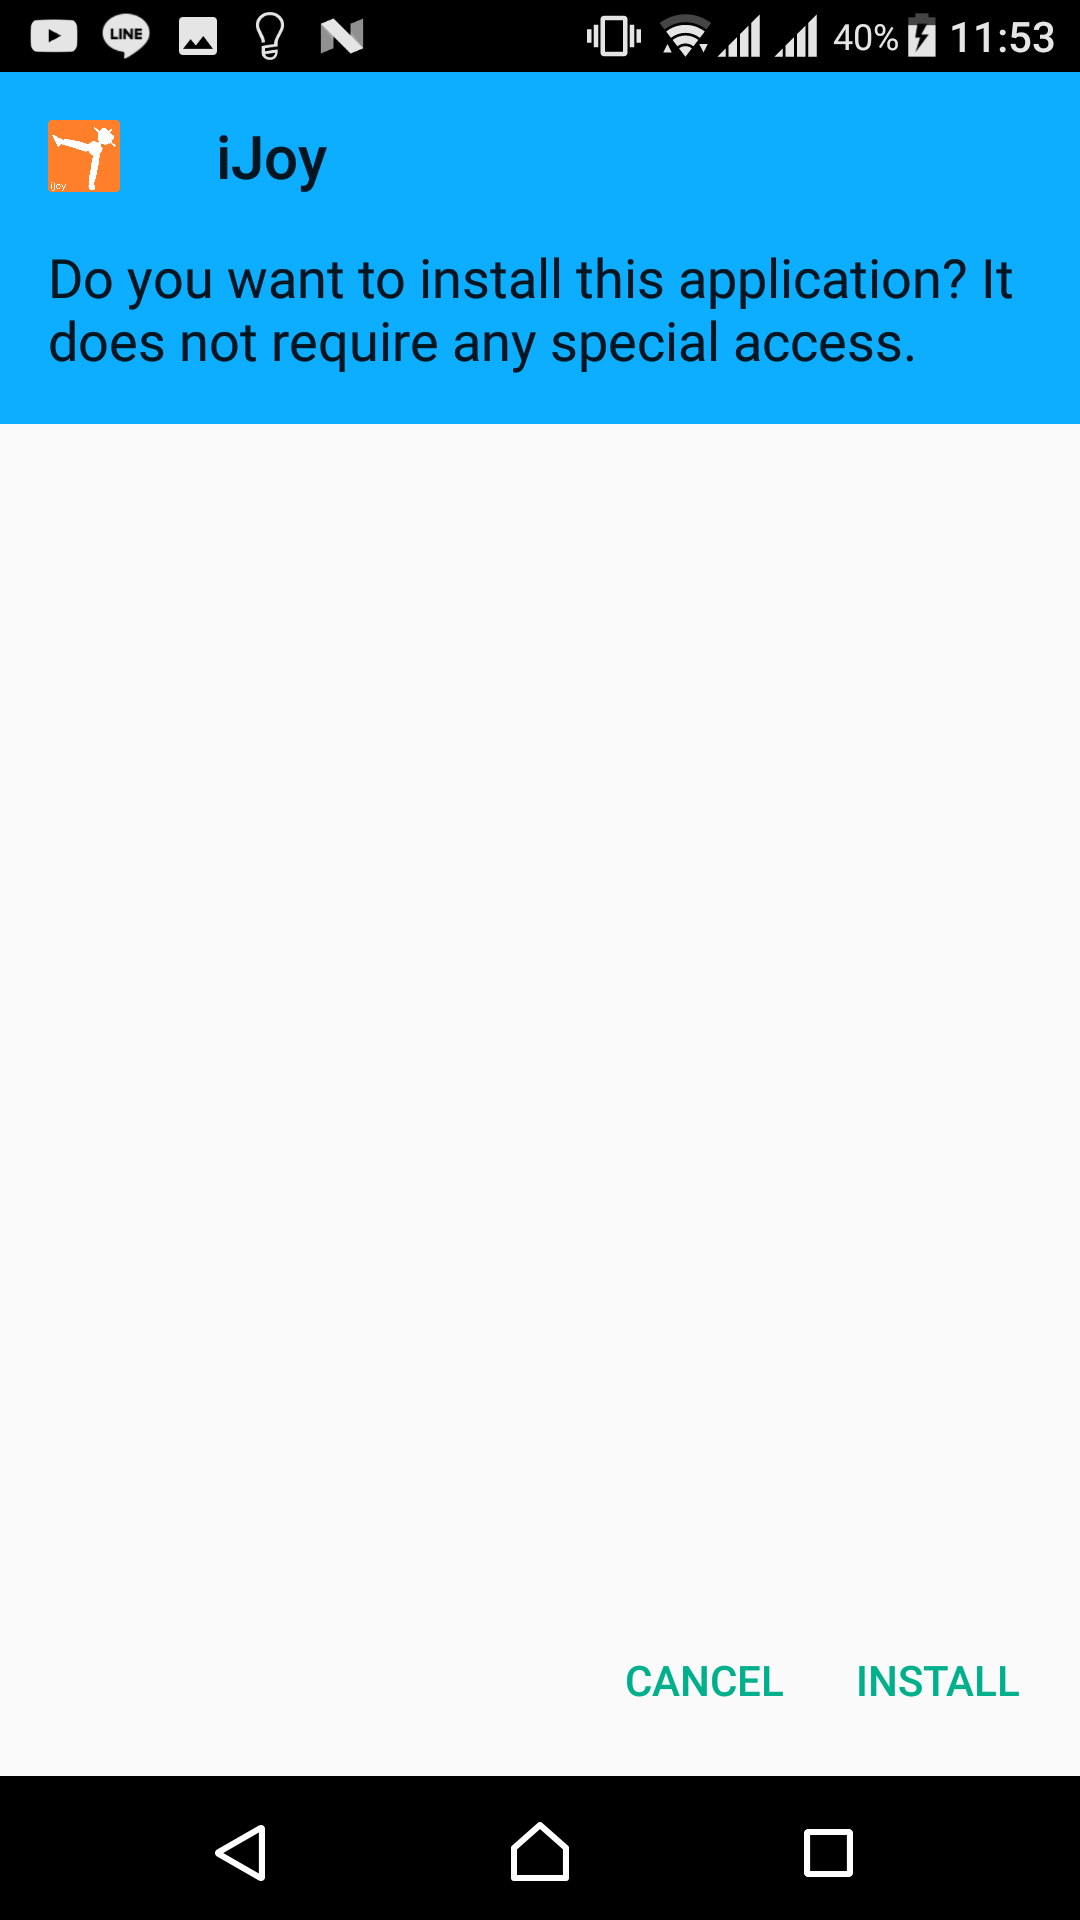 LINE 40% 11:53
iJoy
iJoy
Do you want to install this application? It
does not require any special access.
CANCEL INSTALL